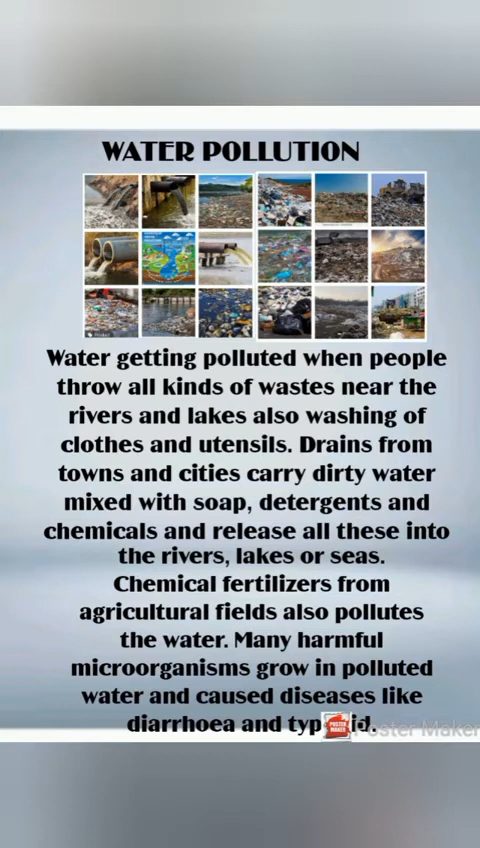 WATER POLLUTION
Water getting polluted when people
throw all kinds of wastes near the
rivers and lakes also washing of
clothes and utensils. Drains from
towns and cities carry dirty water
mixed with soap, detergents and
chemicals and release all these into
the rivers, lakes or seas.
Chemical fertilizers from
agricultural fields also pollutes
the water. Many harmful
microorganisms grow in polluted
water and caused diseases like
diarrhoea and
POSTER
MAKER
Poster Maker